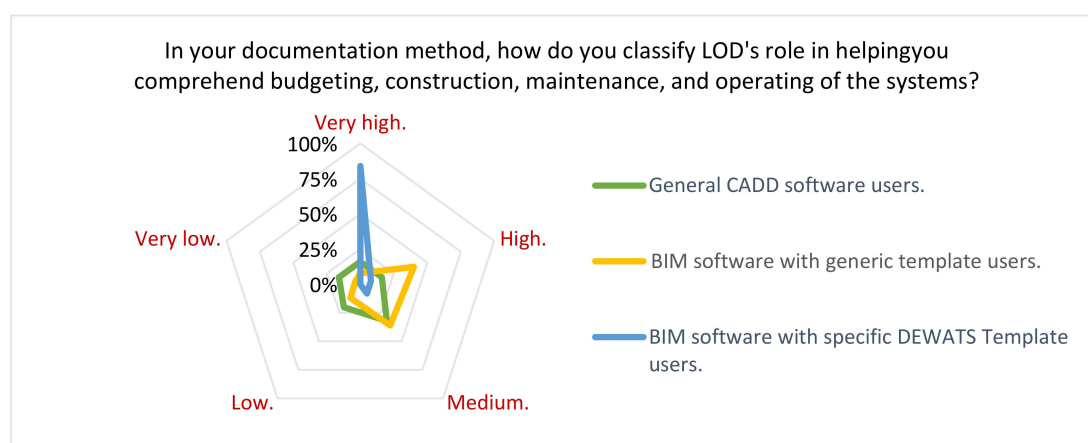 In your documentation method, how do you classify LOD's role in helpingyou
comprehend budgeting, construction, maintenance, and operating of the systems?
Very high.
100%
75%
50%
25%
0%
Very low.
High.
Low.
Medium.
General CADD software users.
BIM software with generic template users.
BIM software with specific DEWATS Template
users.